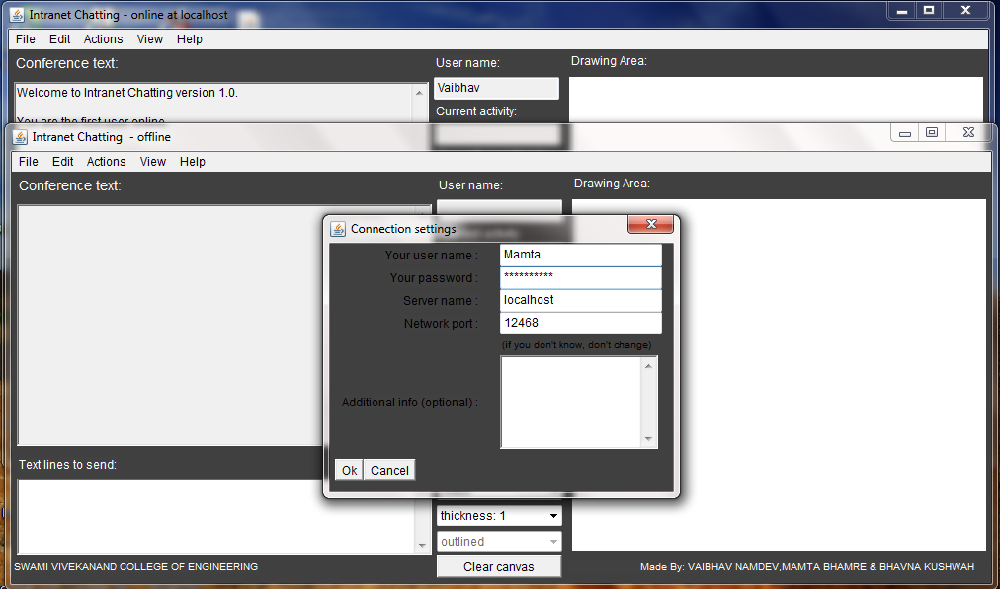 Intranet Chatting - online at localhost
File Edit Actions View Help
Conference text:
User name:
Drawing Area:
Vaibhav
Welcome to Intranet Chatting version 1.0.
Current activity:
You are the first user online
Intranet Chatting - offline
File Edit Actions View Help
Conference text:
User name:
Drawing Area:
Connection settings
Your user name : Mamta
Your password : **********
Server name : localhost
Network port : 12468
(if you don't know, don't change)
Additional info (optional) :
Ok Cancel
Text lines to send:
thickness: 1
outlined
Clear canvas
SWAMI VIVEKANAND COLLEGE OF ENGINEERING
Made By: VAIBHAV NAMDEV,MAMTA BHAMRE & BHAVNA KUSHWAH